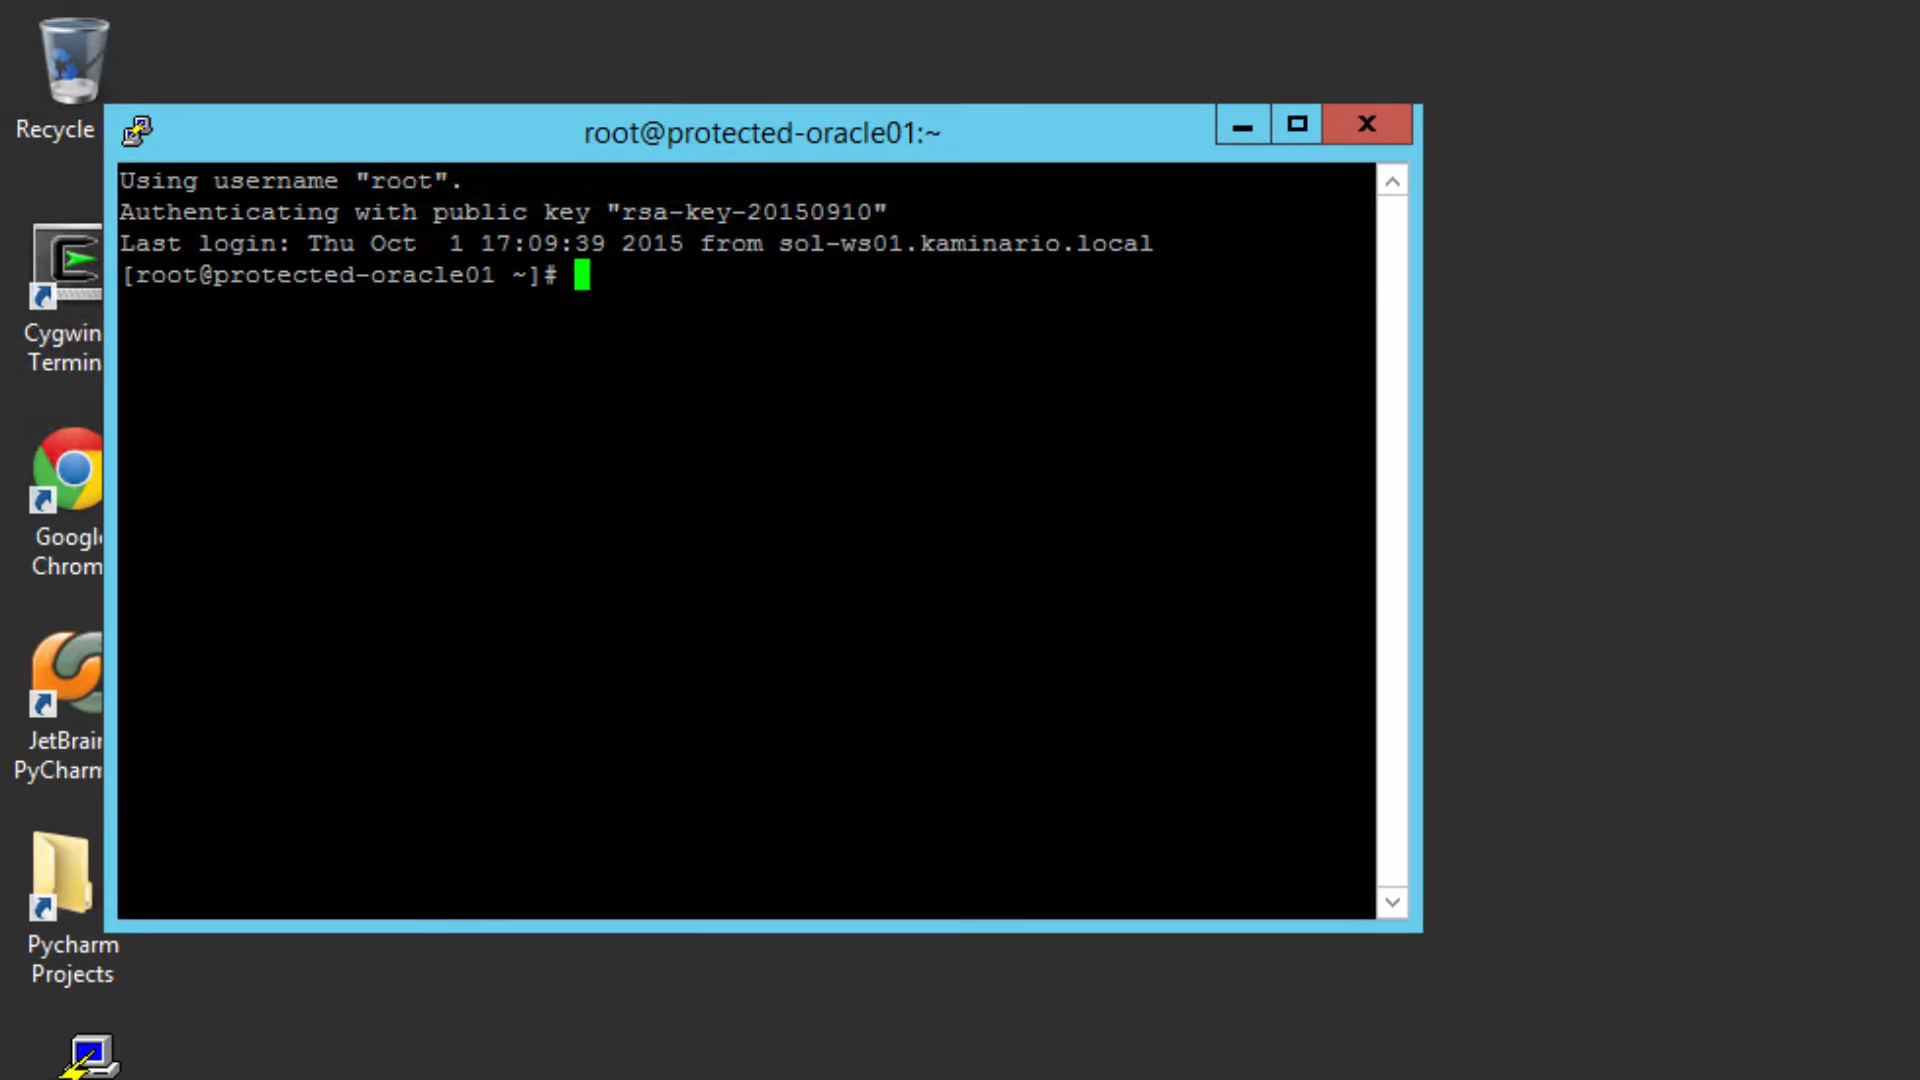 Recycle
root@protected-oracle01:~
Using username "root".
Authenticating with public key "rsa-key-20150910"
Last login: Thu Oct  1 17:09:39 2015 from sol-ws01.kaminario.local
[root@protected-oracle01 ~]#
Cygwin
Termin
Googl
Chrom
JetBrain
PyCharm
Pycharm
Projects